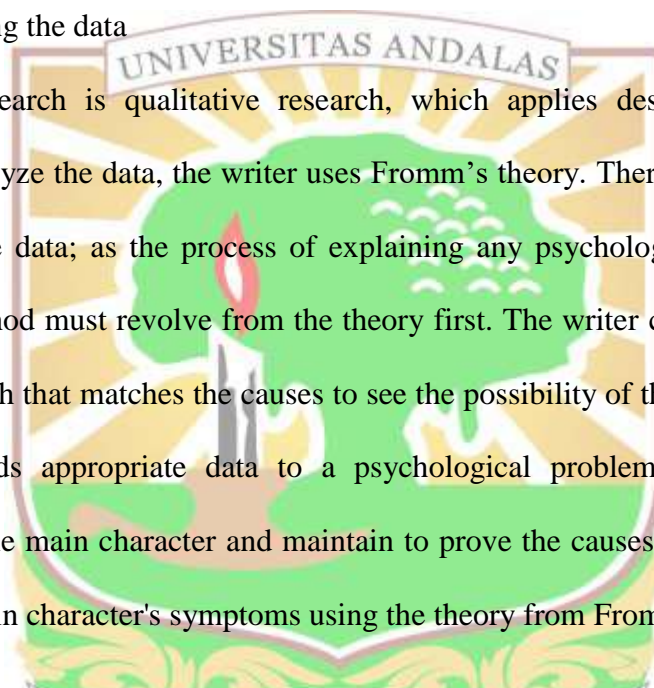 ng the data
UNIVERSITAS ANDALAS
earch is qualitative research, which applies des
yze the data, the writer uses Fromm's theory. Ther
e data; as the process of explaining any psycholog
nod must revolve from the theory first. The writer c
h that matches the causes to see the possibility of th
ds appropriate data to a psychological problem
e main character and maintain to prove the causes
in character's symptoms using the theory from From